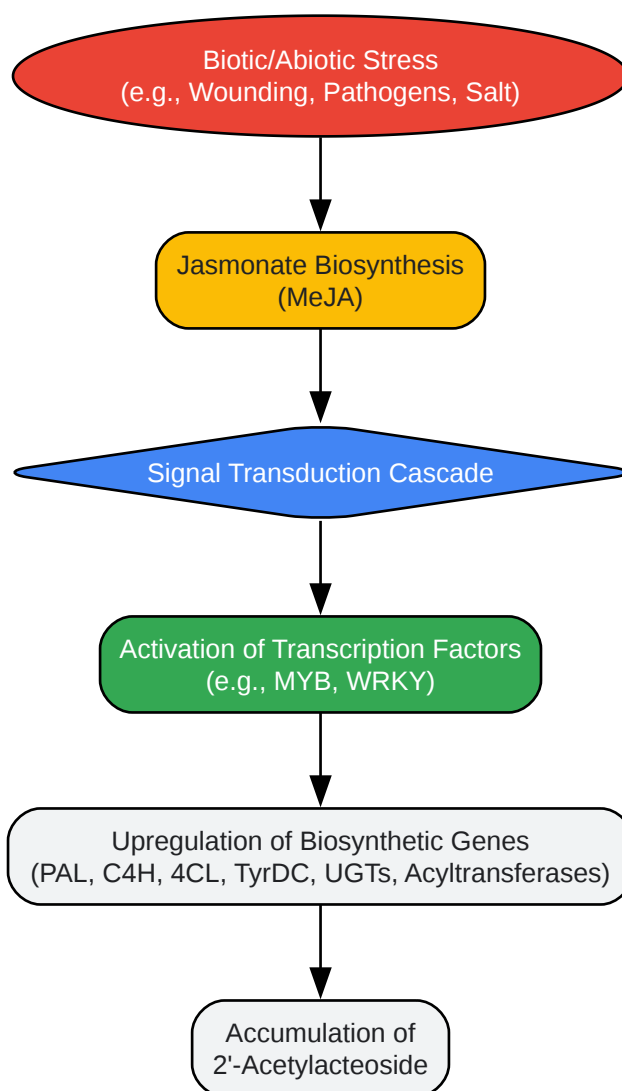 Biotic/Abiotic Stress
(e.g., Wounding, Pathogens, Salt)
Jasmonate Biosynthesis
(MeJA)
Signal Transduction Cascade
Activation of Transcription Factors
(e.g., MYB, WRKY)
Upregulation of Biosynthetic Genes
(PAL, C4H, 4CL, TyrDC, UGTs, Acyltransferases)
Accumulation of
2'-Acetylacteoside